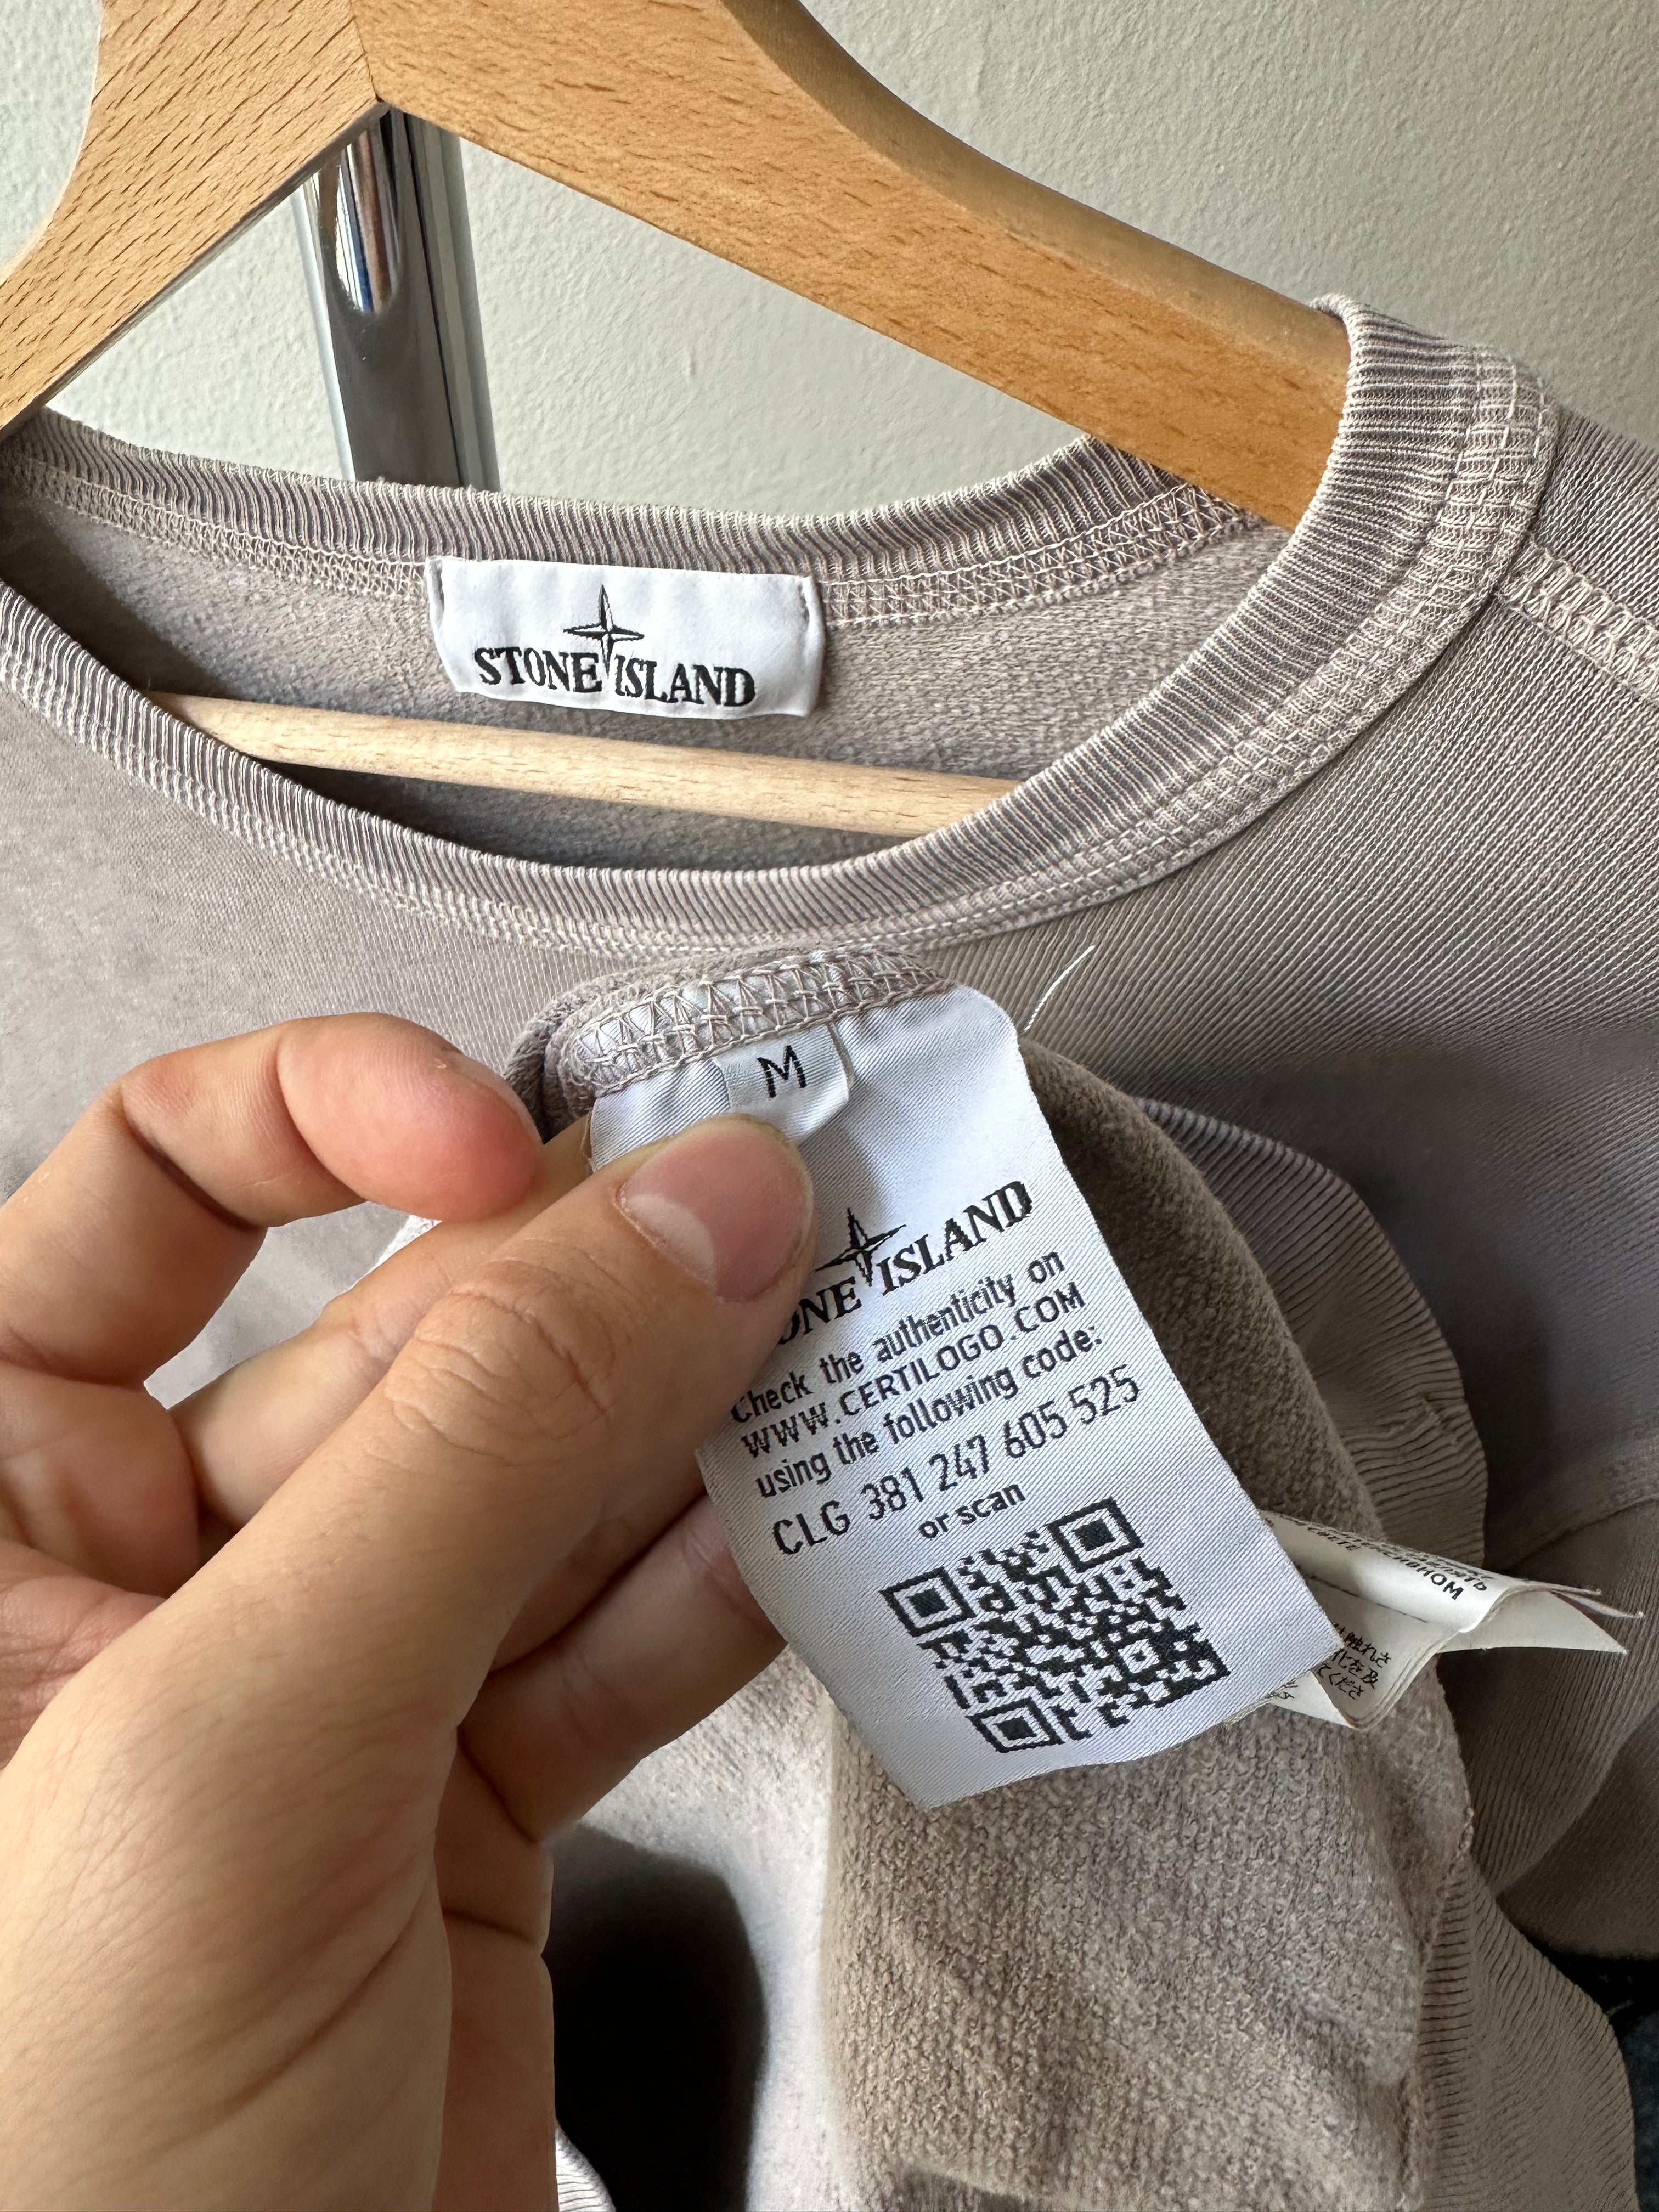 STONE ISLAND
M
ONE ISLAND
Check the authenticity on
WWW.CERTILOGO.COM
using the following code:
CLG 381 247 605 525
or scan